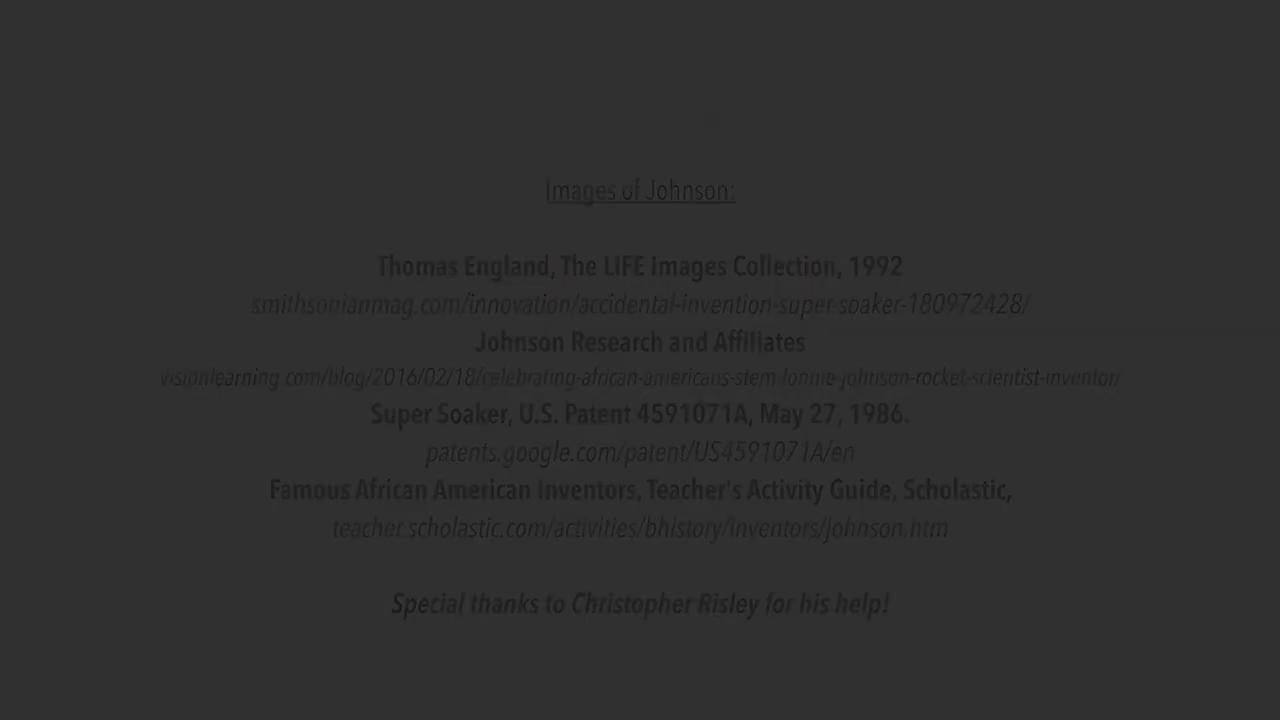 Images of Johnson:
Thomas England, The LIFE Images Collection, 1992
smithsonianmag.com/innovation/accidental-invention-super-soaker-180972428/
Johnson Research and Affiliates
visionlearning.com/blog/2016/02/18/celebrating-african-americans-stem-lonnie-johnson-rocket-scientist-inventor/
Super Soaker, U.S. Patent 4591071A, May 27, 1986.
patents.google.com/patent/US4591071A/en
Famous African American Inventors, Teacher's Activity Guide, Scholastic,
teacher.scholastic.com/activities/bhistory/inventors/johnson.htm
Special thanks to Christopher Risley for his help!